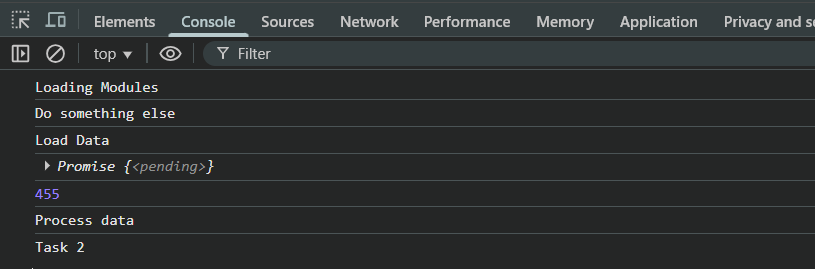 Elements Console Sources Network Performance Memory Application Privacy and
top Filter
Loading Modules
Do something else
Load Data
Promise {<pending>}
455
Process data
Task 2